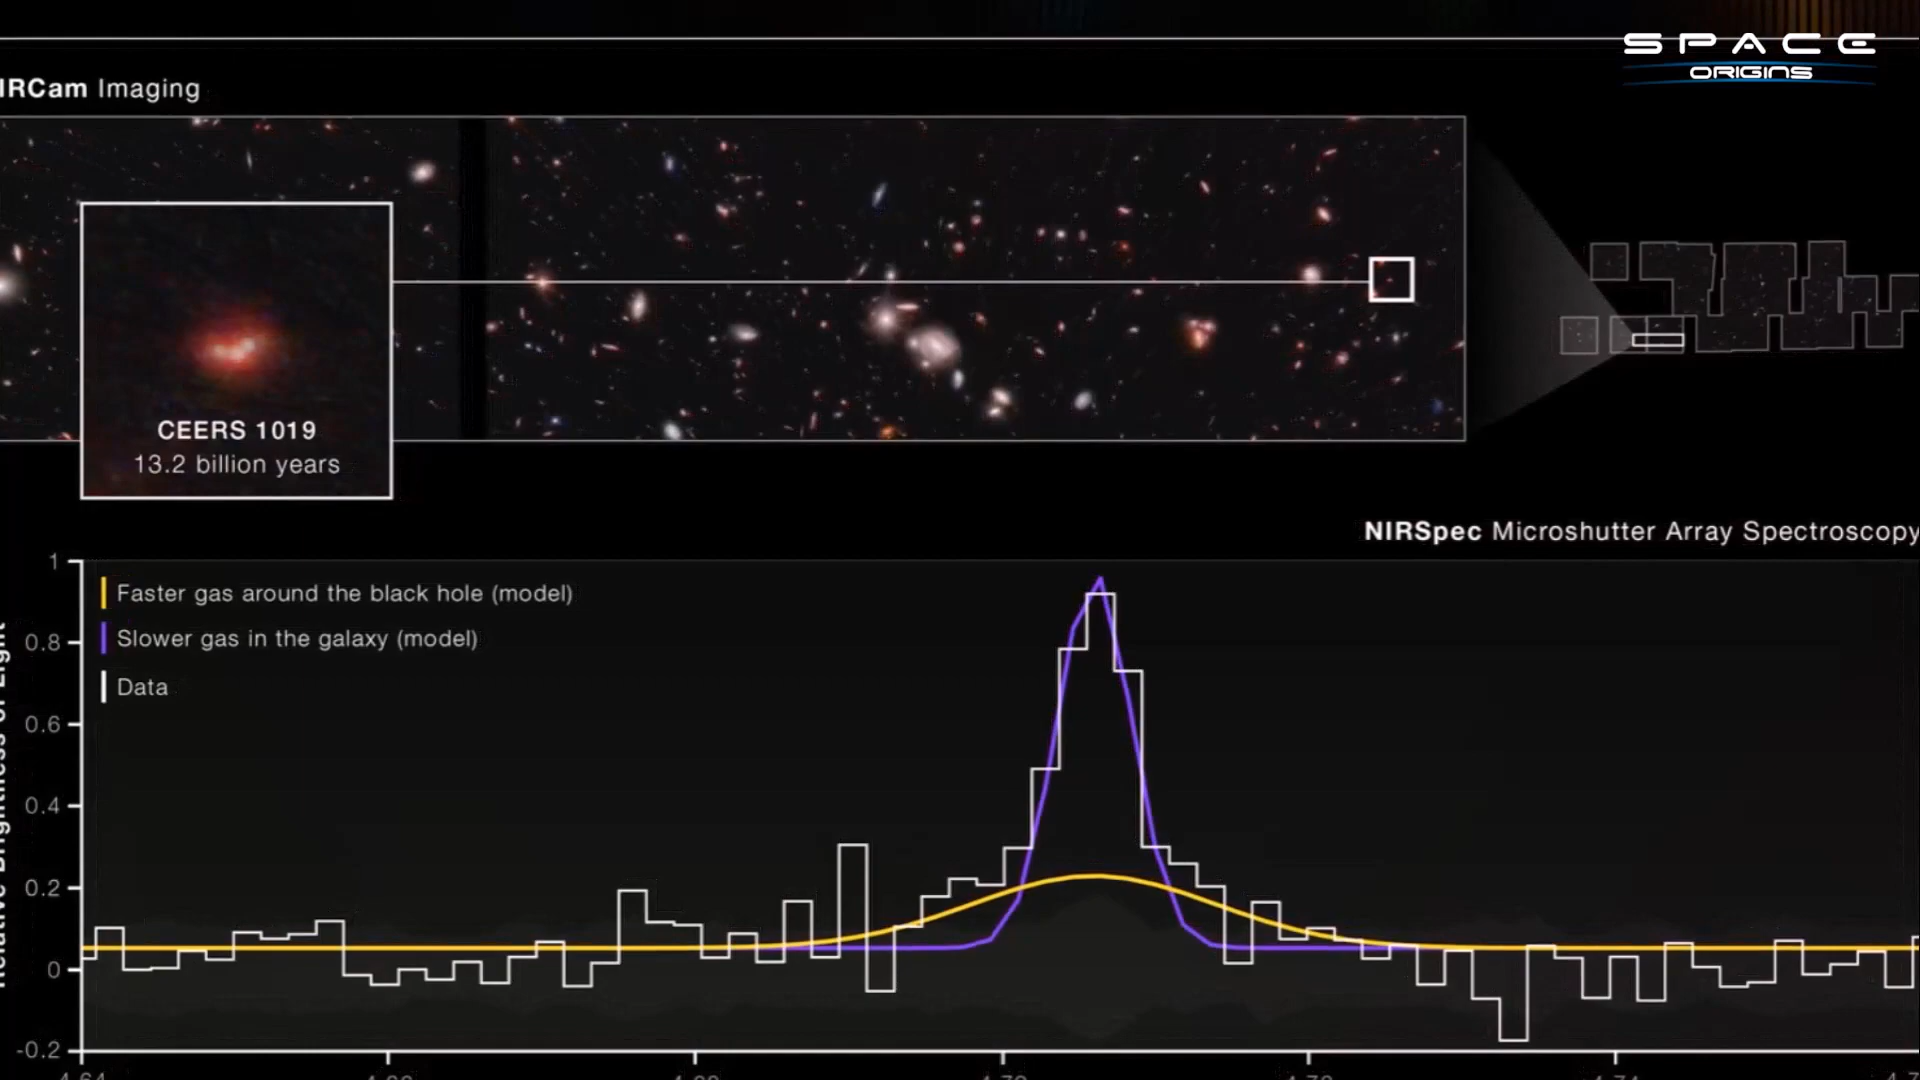 SPACE
ORIGINS
IRCam Imaging
CEERS 1019
13.2 billion years
NIRSpec Microshutter Array Spectroscopy
Faster gas around the black hole (model)
Slower gas in the galaxy (model)
Data
1
0.8
0.6
0.4
0.2
0
-0.2